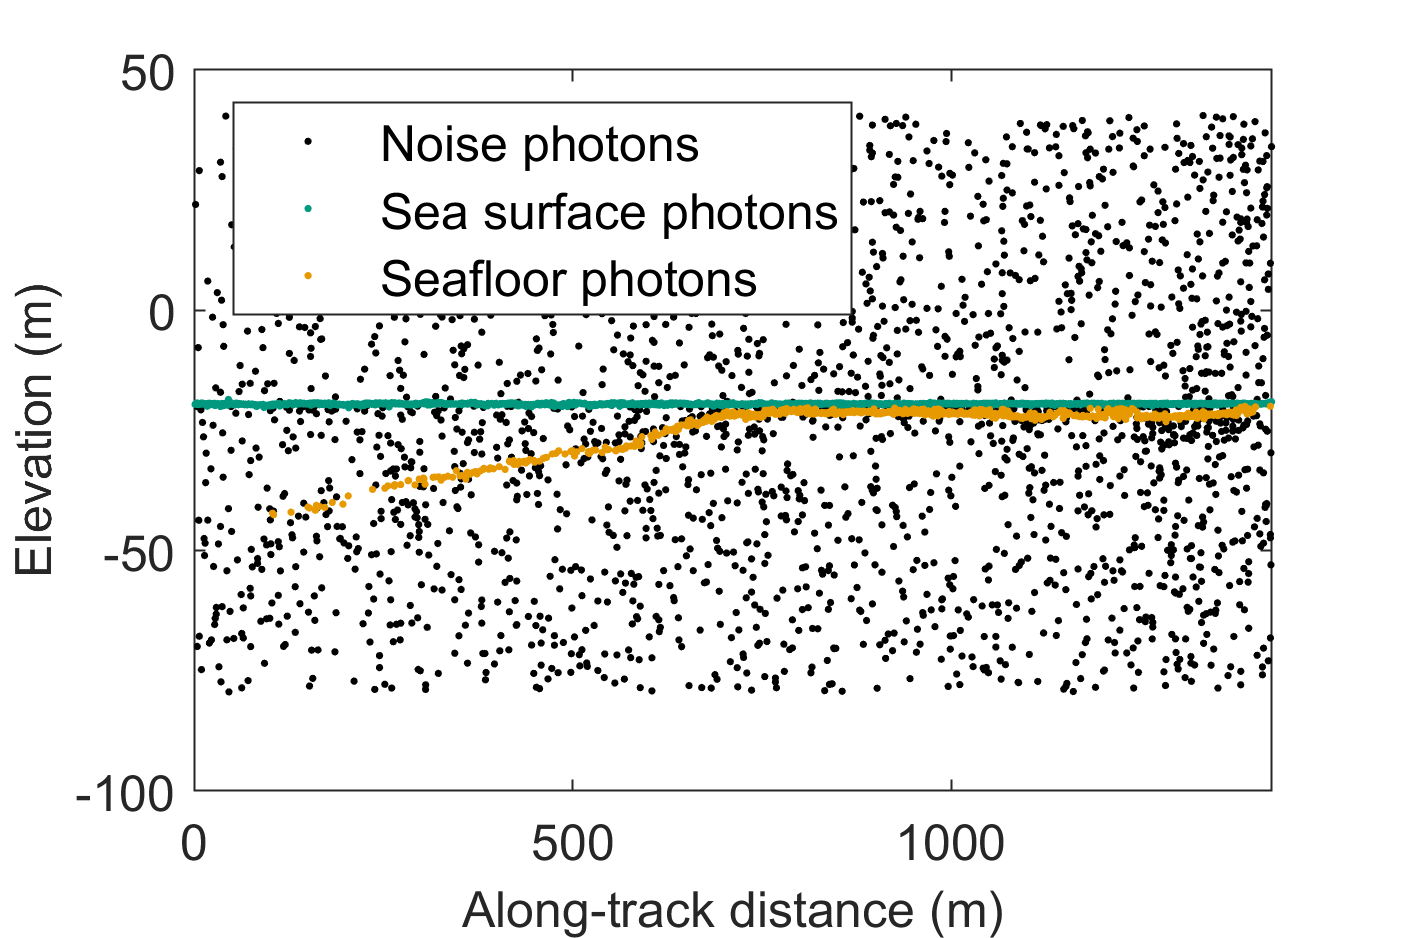 50
Noise photons
Sea surface photons
Seafloor photons
0
-50
-100
Elevation (m)
0 500 1000
Along-track distance (m)